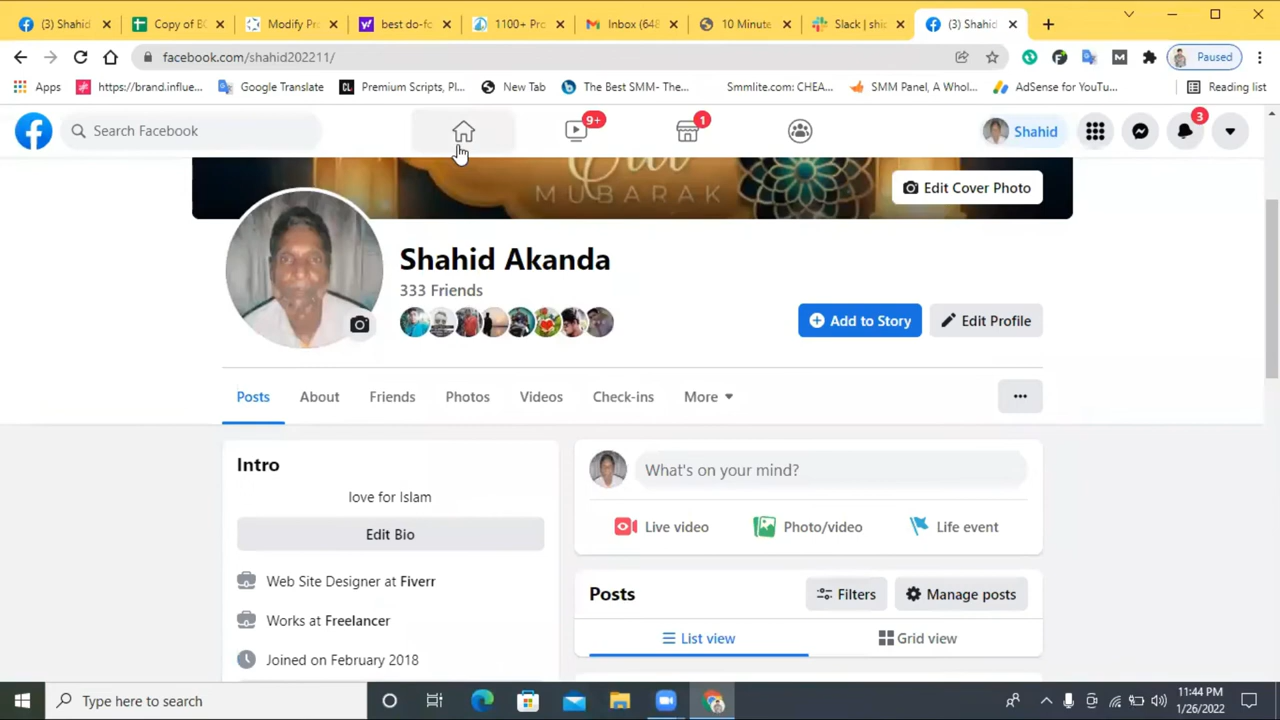 (3) Shahid
Copy of BC
Modify Pr
best do-fo
1100+ Pro
Inbox (648
10 Minute
Slack | shi
(3) Shahid
facebook.com/shahid202211/
Paused
Apps
https://brand.influe...
Google Translate
Premium Scripts, Pl...
New Tab
The Best SMM- The...
Smmlite.com: CHEA...
SMM Panel, A Whol...
AdSense for YouTu...
Reading list
Search Facebook
9+
1
Shahid
3
Eid
MUBARAK
Edit Cover Photo
Shahid Akanda
333 Friends
Add to Story
Edit Profile
Posts
About
Friends
Photos
Videos
Check-ins
More
Intro
love for Islam
Edit Bio
Web Site Designer at Fiverr
Works at Freelancer
Joined on February 2018
What's on your mind?
Live video
Photo/video
Life event
Posts
Filters
Manage posts
List view
Grid view
Type here to search
11:44 PM
1/26/2022